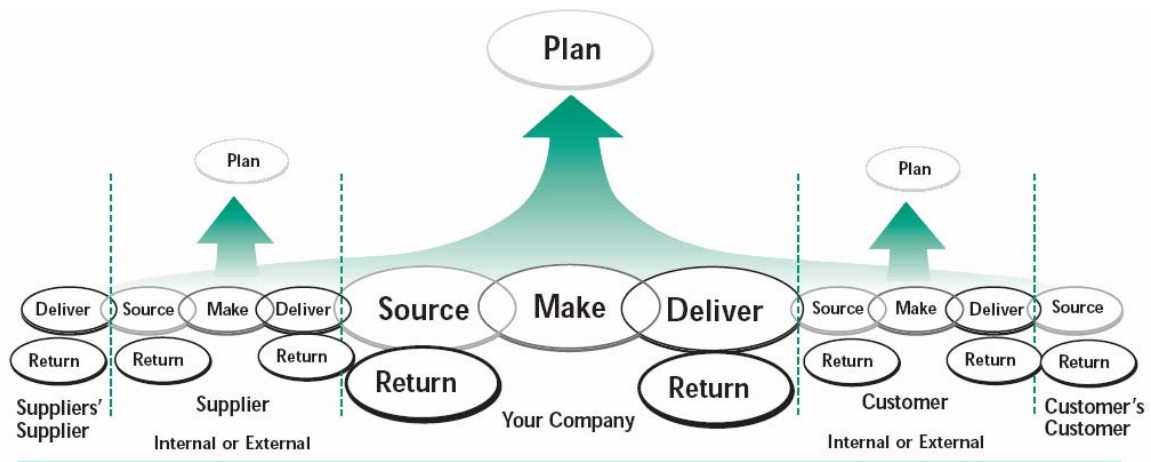 Plan
Plan
Plan
Deliver
Source
Make
Deliver
Source
Make
Deliver
Source
Make
Deliver
Source
Return
Return
Return
Return
Return
Return
Return
Return
Suppliers'
Supplier
Supplier
Internal or External
Your Company
Customer
Internal or External
Customer's
Customer